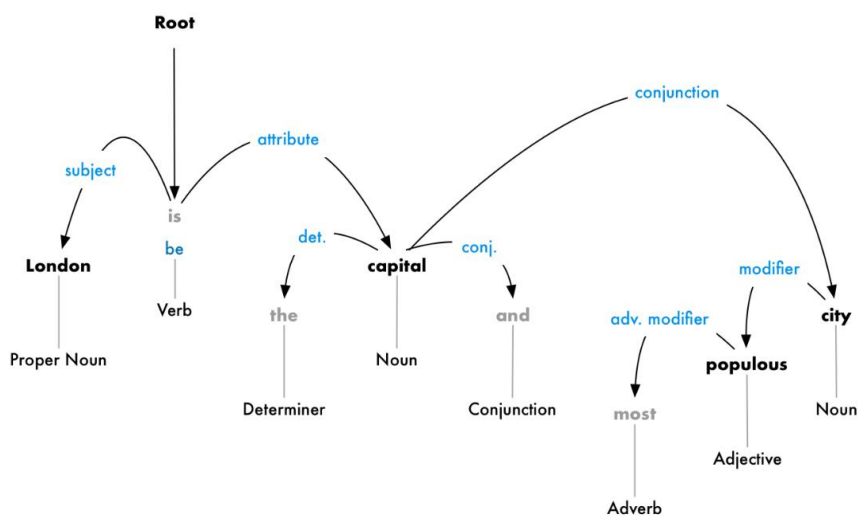 Root
conjunction
attribute
subject
is
det.
conj.
be
London
capital
modifier
Verb
the
and
adv. modifier
city
Proper Noun
Noun
populous
Determiner
Conjunction
most
Noun
Adjective
Adverb